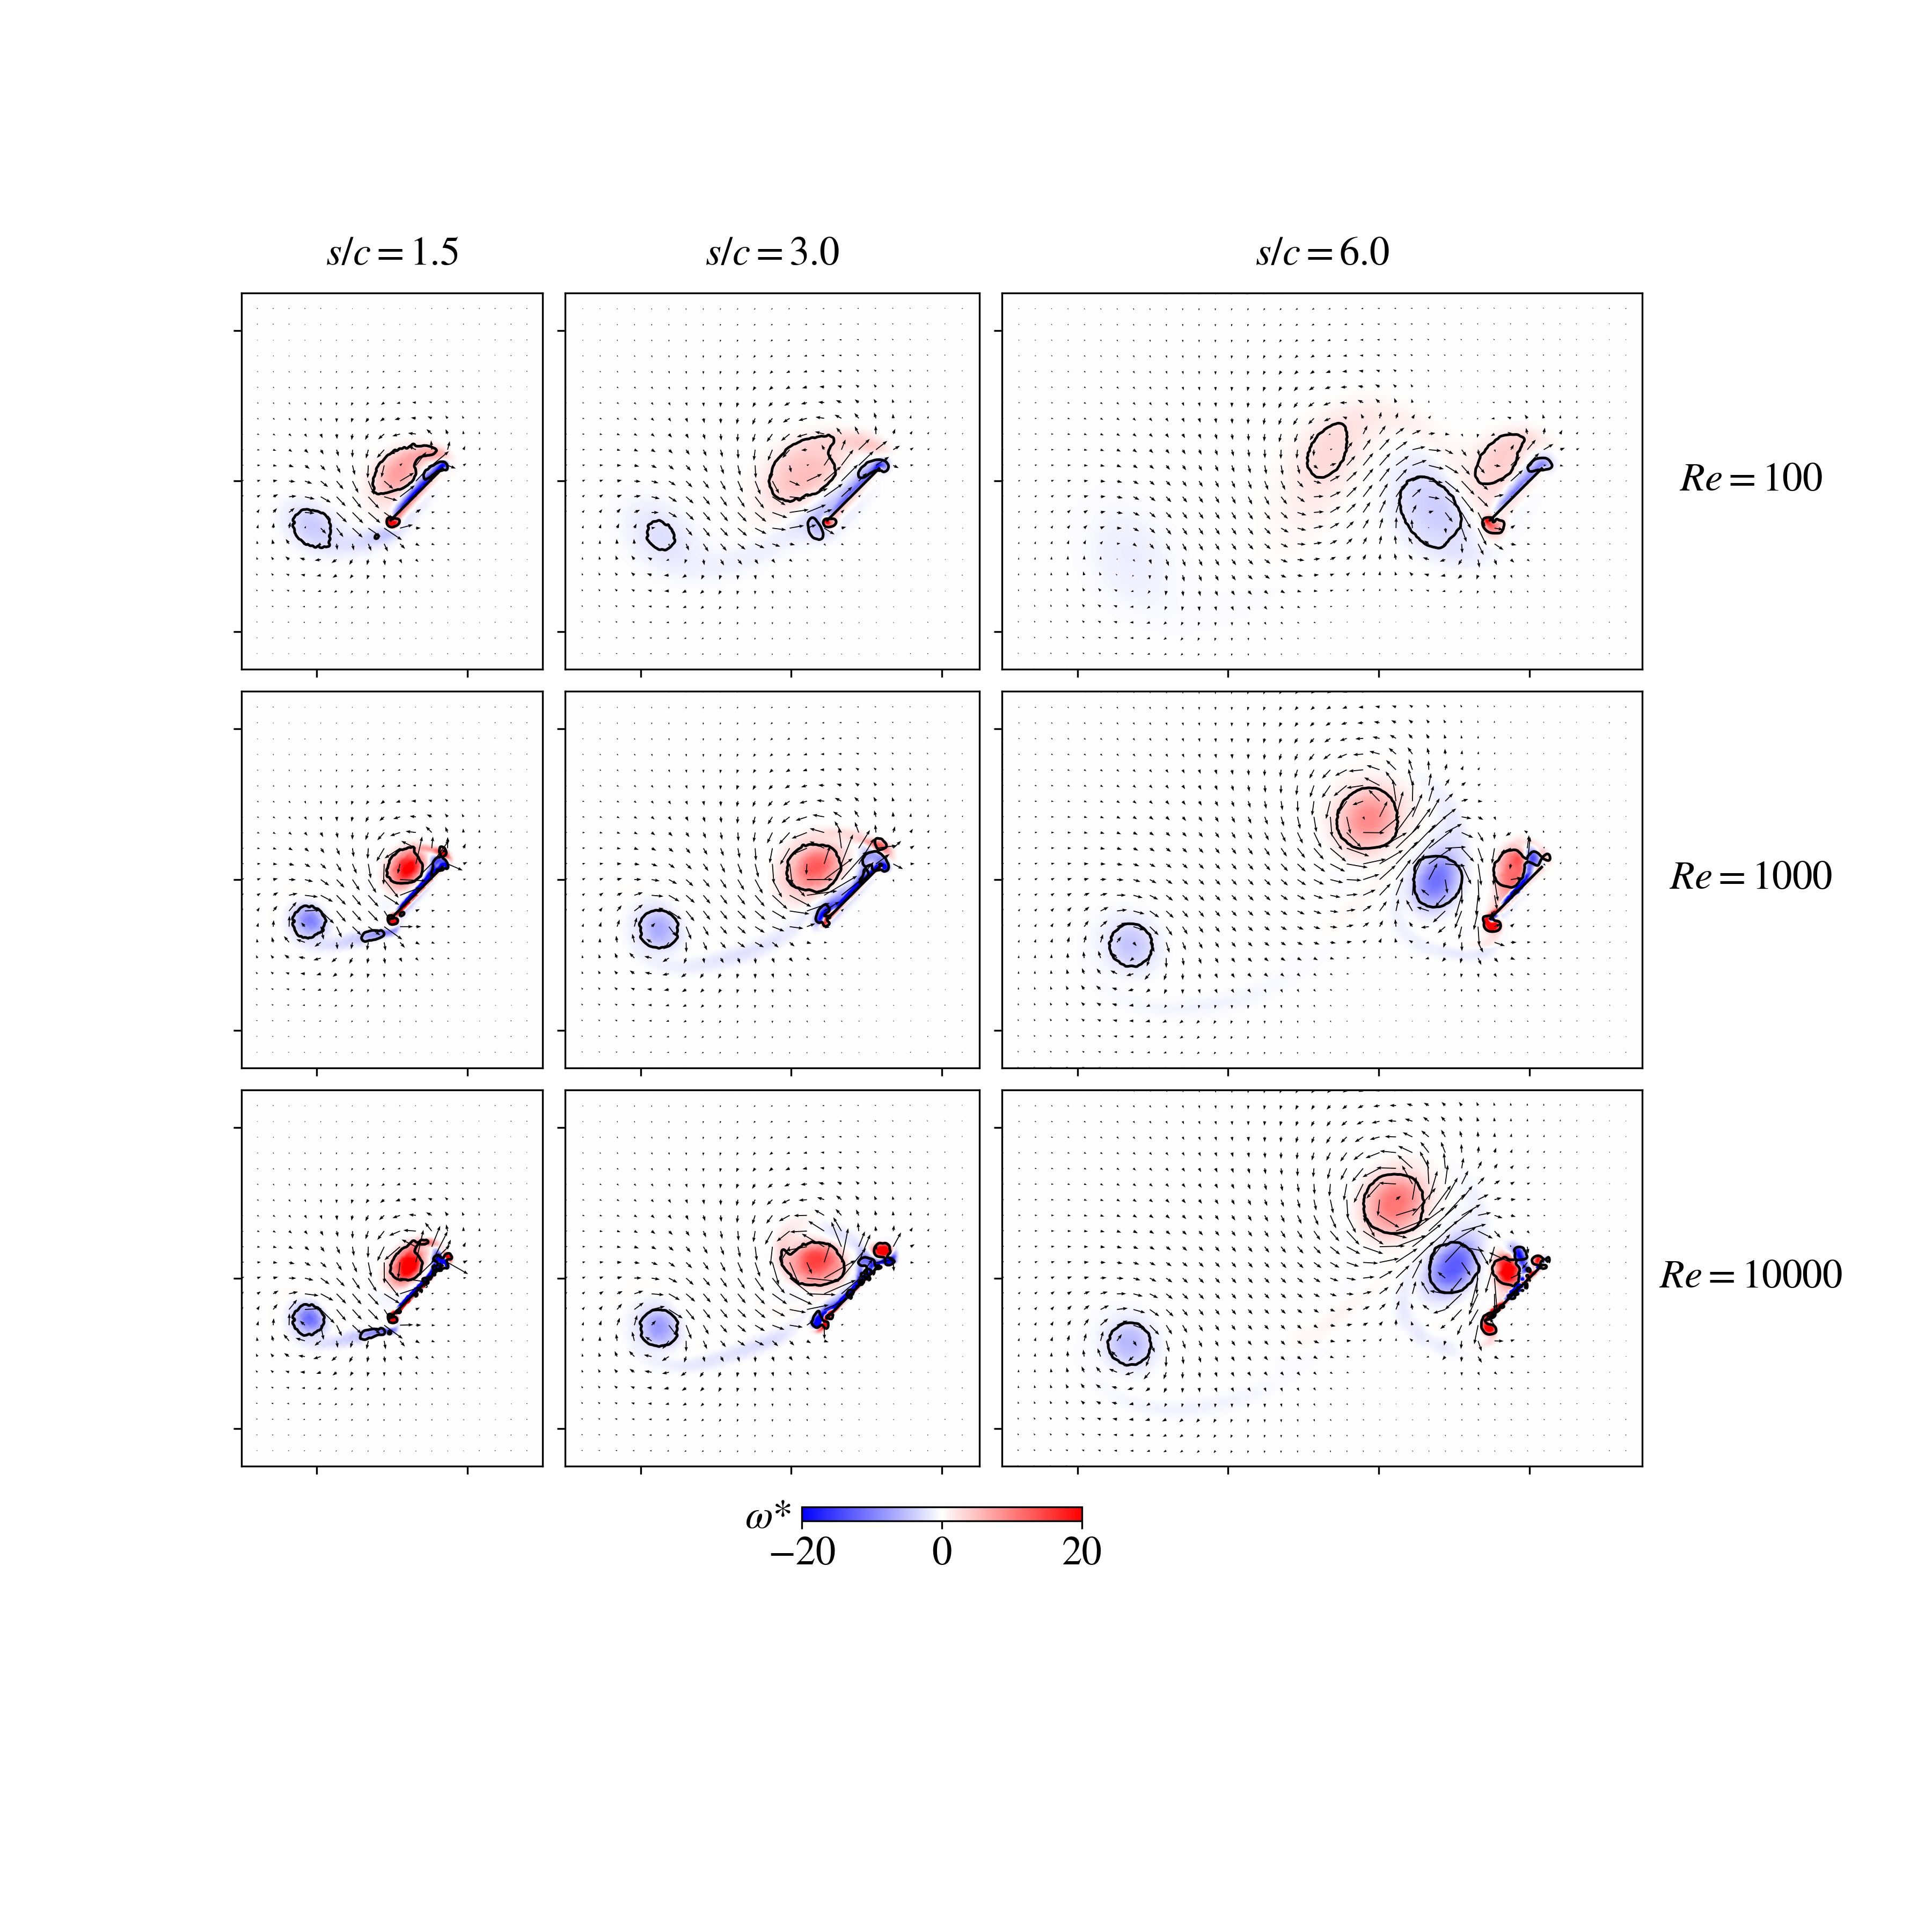 s/c = 1.5 s/c = 3.0 s/c = 6.0
Re = 100
Re = 1000
Re = 10000
ω*
−20 0 20